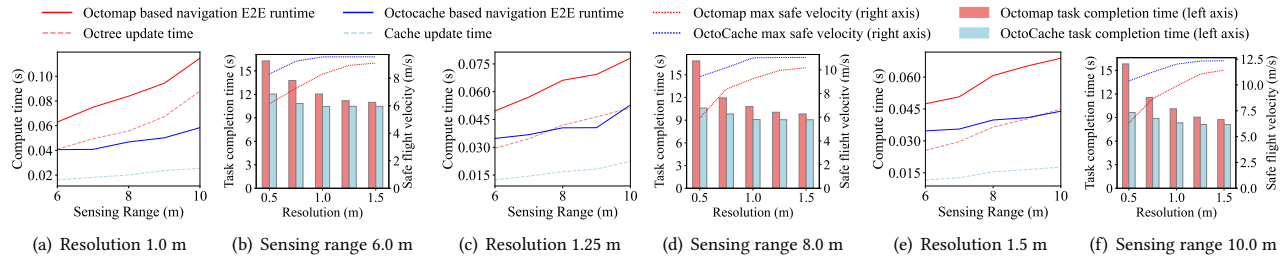 Octomap based navigation E2E runtime
Octocache based navigation E2E runtime
Octomap max safe velocity (right axis)
Octomap task completion time (left axis)
Octree update time
Cache update time
OctoCache max safe velocity (right axis)
OctoCache task completion time (left axis)
Compute time (s)
0.10
0.08
0.06
0.04
0.02
6
8
10
Sensing Range (m)
(a) Resolution 1.0 m
Task completion time (s)
15
12
9
6
3
0
0.5
1.0
1.5
Resolution (m)
8
6
4
2
0
Safe flight velocity (m/s)
(b) Sensing range 6.0 m
Compute time (s)
0.075
0.060
0.045
0.030
0.015
6
8
10
Sensing Range (m)
(c) Resolution 1.25 m
Task completion time (s)
15
12
9
6
3
0
0.5
1.0
1.5
Resolution (m)
10
8
6
4
2
0
Safe flight velocity (m/s)
(d) Sensing range 8.0 m
Compute time (s)
0.060
0.045
0.030
0.015
6
8
10
Sensing Range (m)
(e) Resolution 1.5 m
Task completion time (s)
15
12
9
6
3
0
0.5
1.0
1.5
Resolution (m)
12.5
10.0
7.5
5.0
2.5
0.0
Safe flight velocity (m/s)
(f) Sensing range 10.0 m